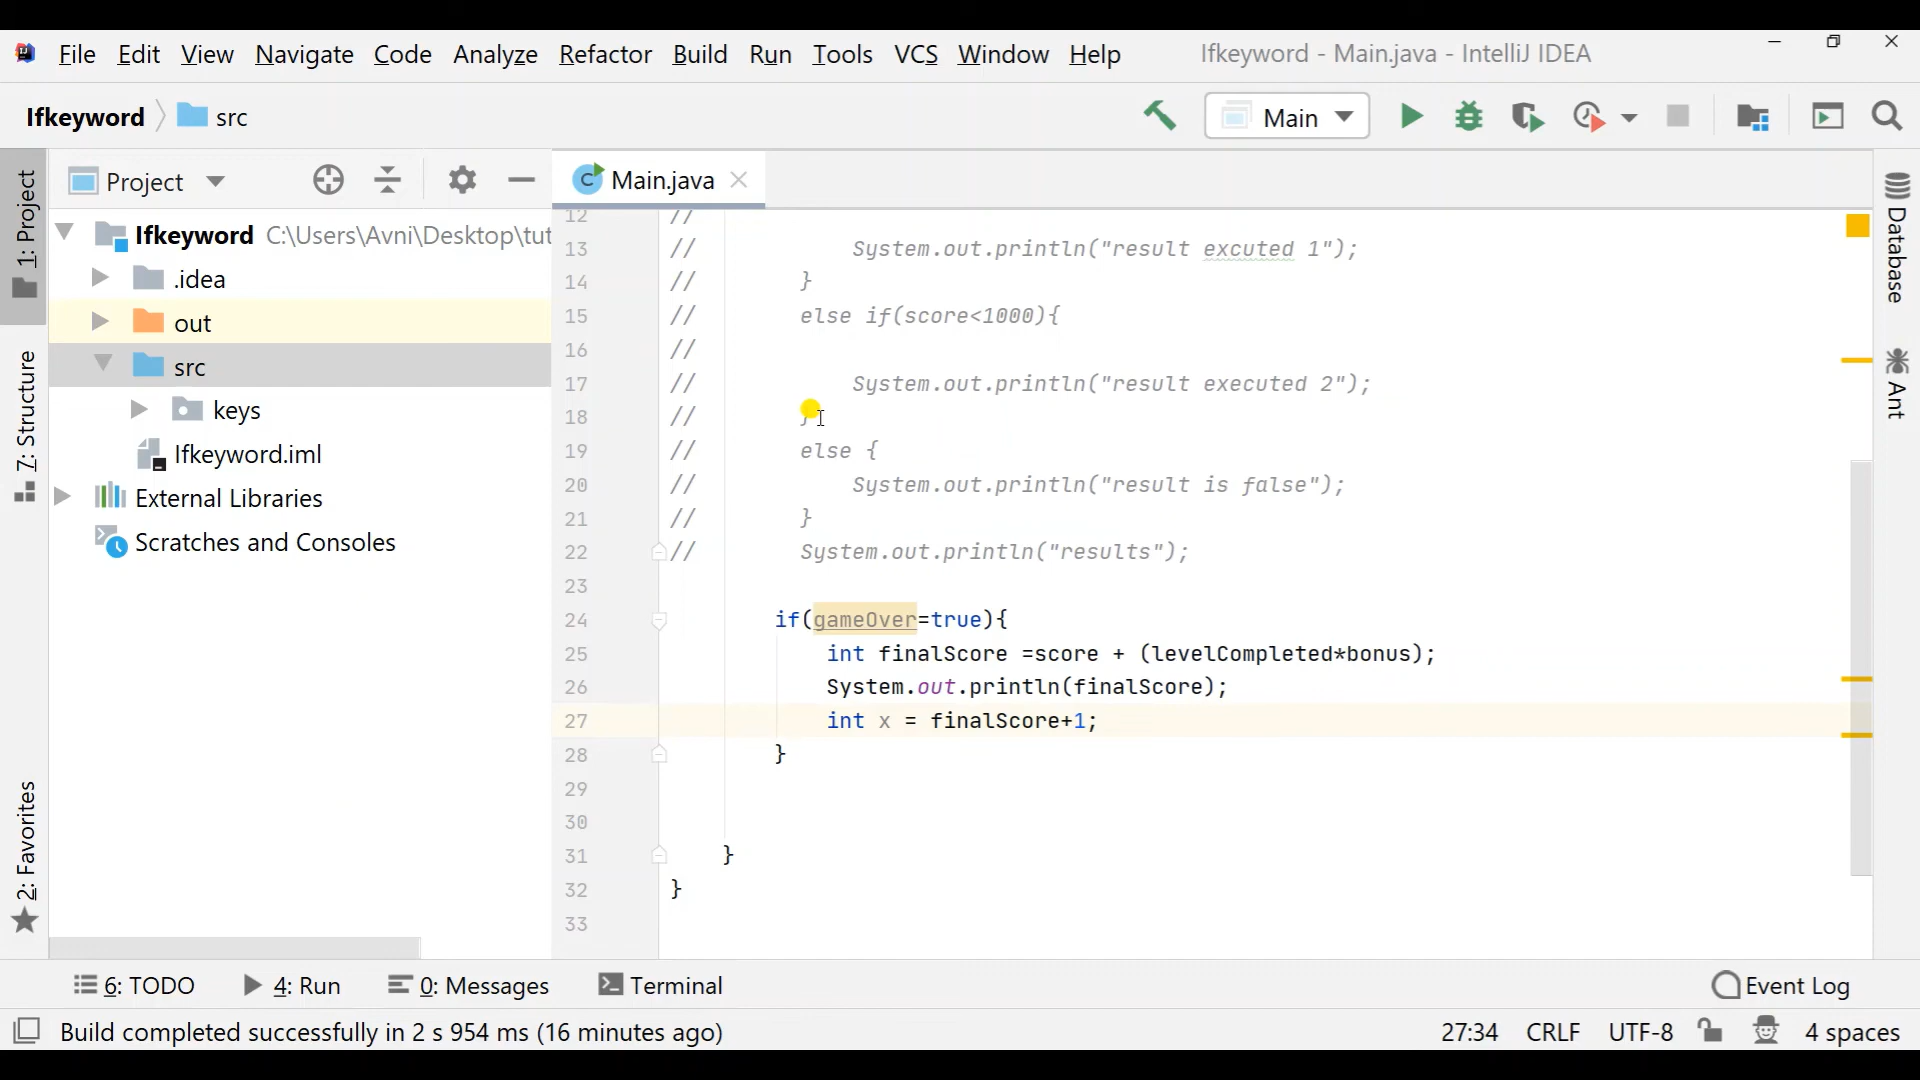 File Edit View Navigate Code Analyze Refactor Build Run Tools VCS Window Help Ifkeyword - Main.java - IntelliJ IDEA
Ifkeyword src Main
1: Project
7: Structure
2: Favorites
Project
Ifkeyword C:\Users\Avni\Desktop\tut
.idea
out
src
keys
Ifkeyword.iml
External Libraries
Scratches and Consoles
C Main.java
12 //
13 // System.out.println("result excuted 1");
14 // }
15 // else if(score<1000){
16 //
17 // System.out.println("result executed 2");
18 // }
19 // else {
20 // System.out.println("result is false");
21 // }
22 // System.out.println("results");
23
24 if(gameOver=true){
25 int finalScore =score + (levelCompleted*bonus);
26 System.out.println(finalScore);
27 int x = finalScore+1;
28 }
29
30
31 }
32 }
33
Database
Ant
6: TODO 4: Run 0: Messages Terminal Event Log
Build completed successfully in 2 s 954 ms (16 minutes ago) 27:34 CRLF UTF-8 4 spaces